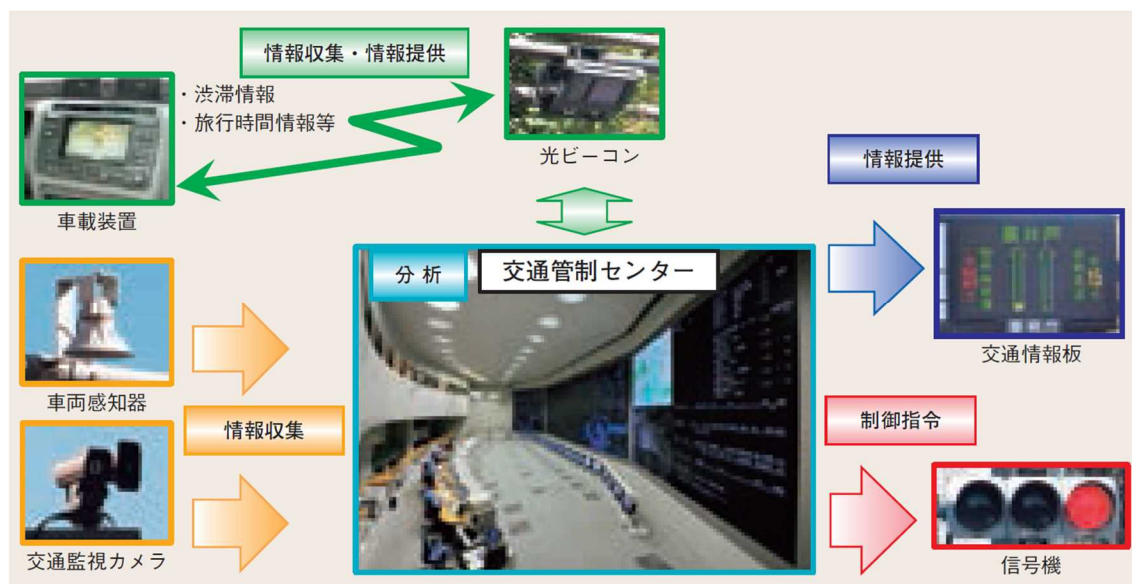 情報収集・情報提供
・渋滞情報
・旅行時間情報等
車載装置
光ビーコン
情報提供
分析
交通管制センター
交通情報板
車両感知器
情報収集
制御指令
交通監視カメラ
信号機